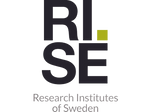 RI.
SE
Research Institutes
of Sweden